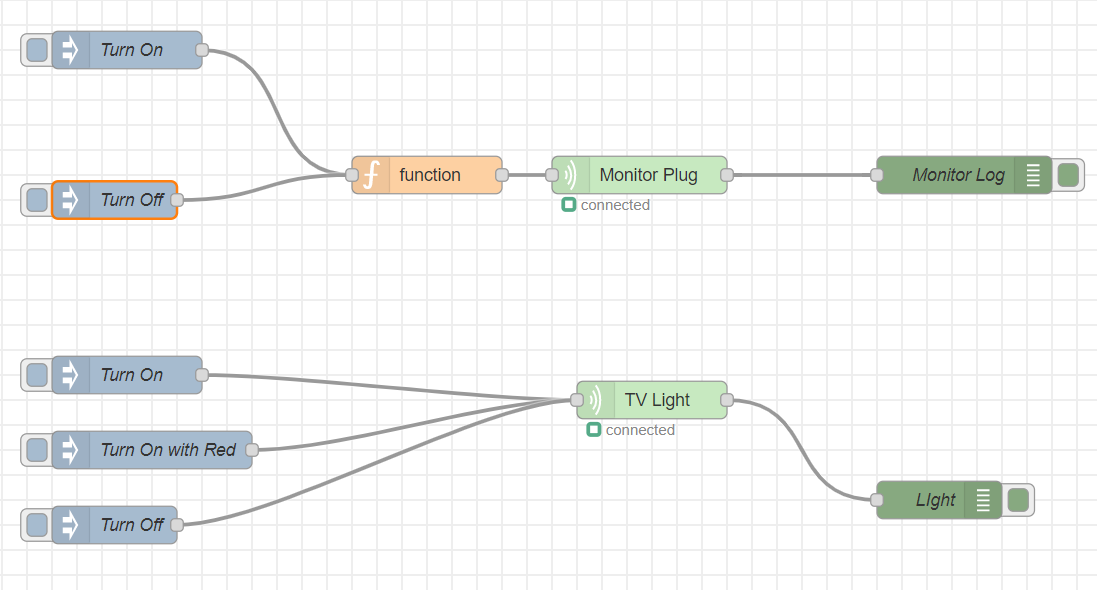 Turn On
Turn Off
function
Monitor Plug
connected
Monitor Log
Turn On
Turn On with Red
Turn Off
TV Light
connected
LIght